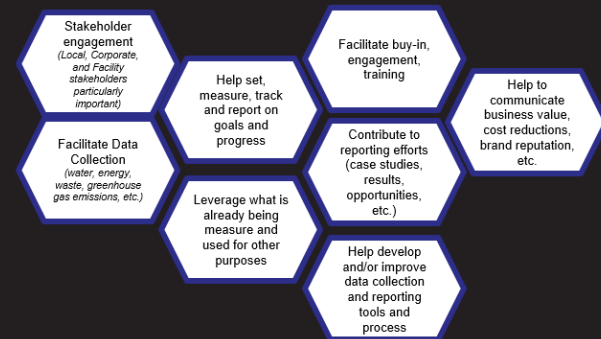 Stakeholder
engagement
(Local, Corporate,
and Facility
stakeholders
particularly
important)
Facilitate Data
Collection
(water, energy,
waste, greenhouse
gas emissions, etc.)
Help set,
measure, track
and report on
goals and
progress
Leverage what is
already being
measure and
used for other
purposes
Facilitate buy-in,
engagement,
training
Contribute to
reporting efforts
(case studies,
results,
opportunities,
etc.)
Help develop
and/or improve
data collection
and reporting
tools and
process
Help to
communicate
business value,
cost reductions,
brand reputation,
etc.